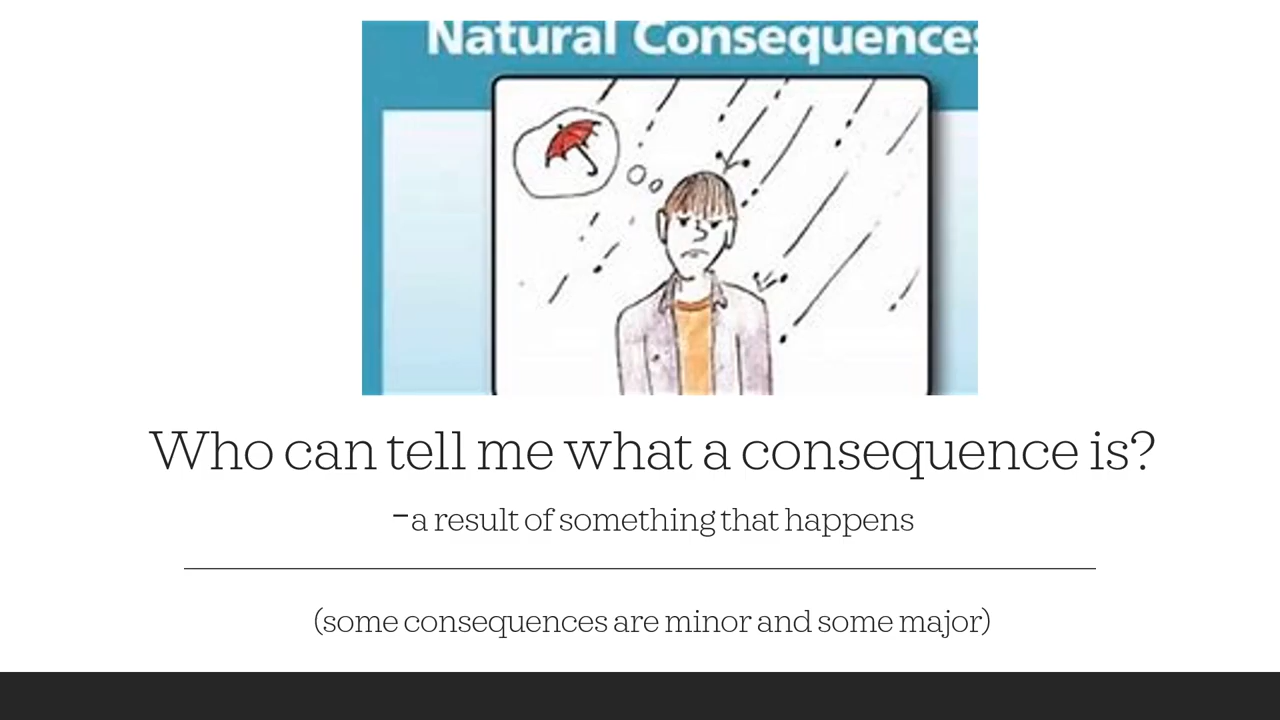 Natural Consequences
Who can tell me what a consequence is?
-a result of something that happens
(some consequences are minor and some major)